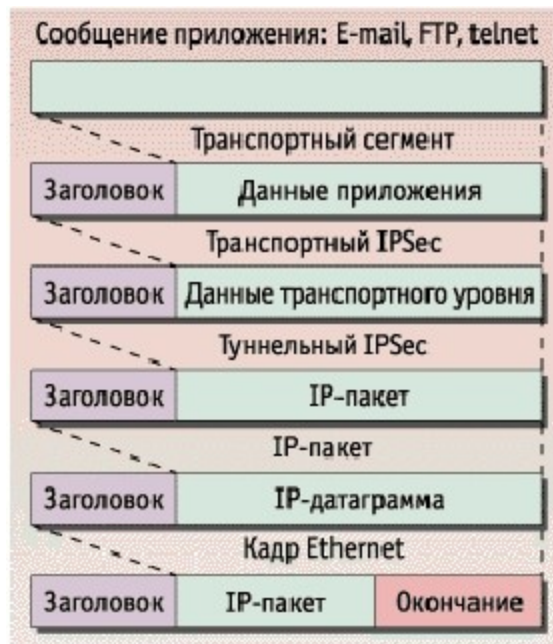 Сообщение приложения: E-mail, FTP, telnet
Транспортный сегмент
Заголовок Данные приложения
Транспортный IPSec
Заголовок Данные транспортного уровня
Туннельный IPSec
Заголовок IP-пакет
IP-пакет
Заголовок IP-датаграмма
Кадр Ethernet
Заголовок IP-пакет Окончание